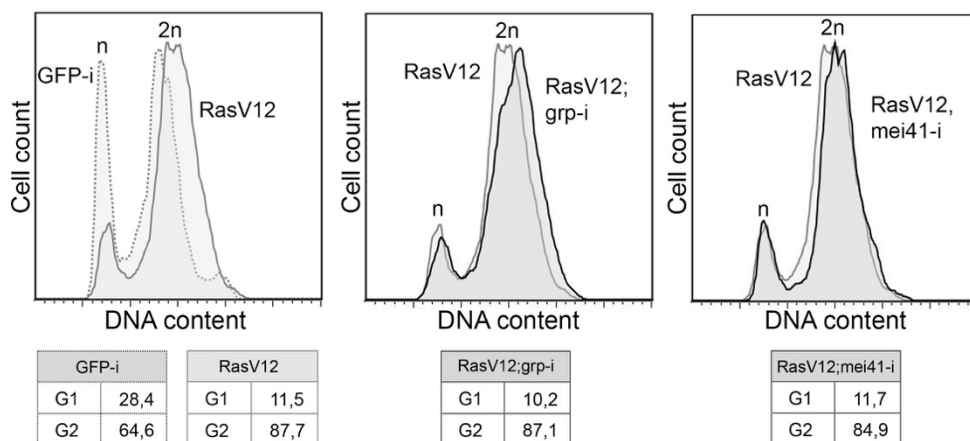 n
2n
GFP-i
RasV12
Cell count
DNA content
2n
RasV12
RasV12;
grp-i
n
Cell count
DNA content
2n
RasV12
RasV12,
mei41-i
n
Cell count
DNA content
GFP-i
G1 28,4
G2 64,6
RasV12
G1 11,5
G2 87,7
RasV12;grp-i
G1 10,2
G2 87,1
RasV12;mei41-i
G1 11,7
G2 84,9